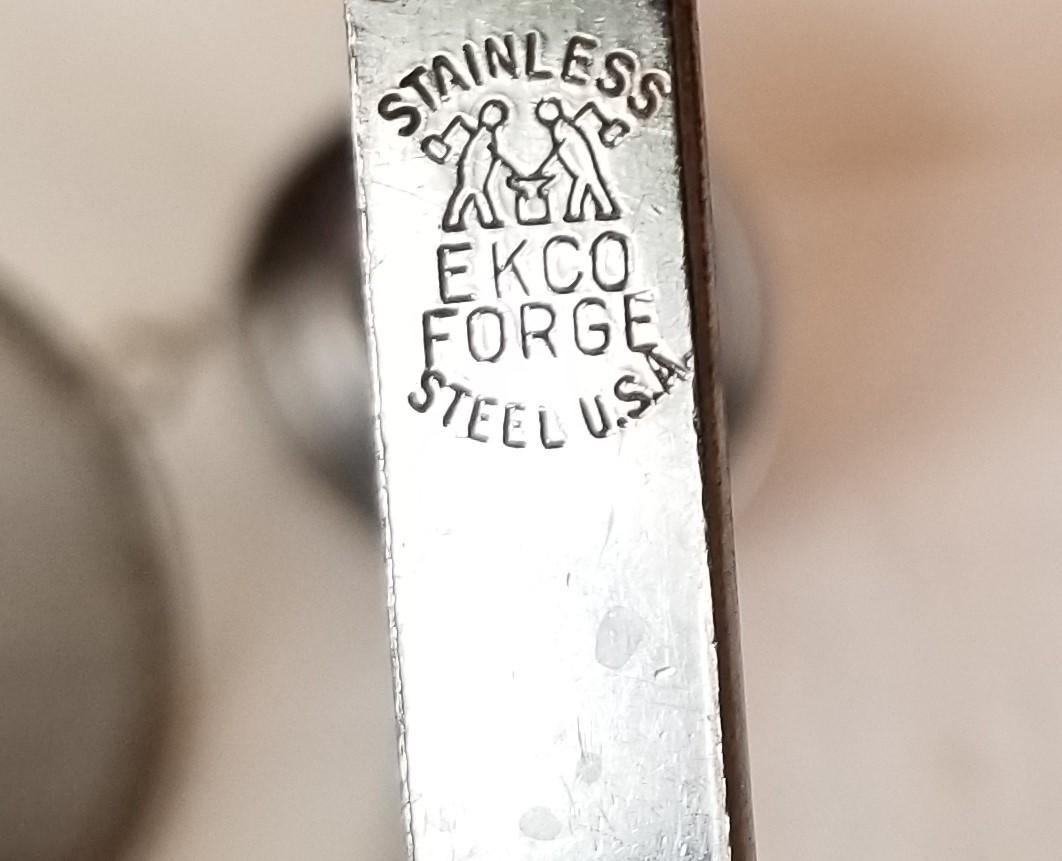 STAINLESS
EKCO
FORGE
STEEL U.S.A.